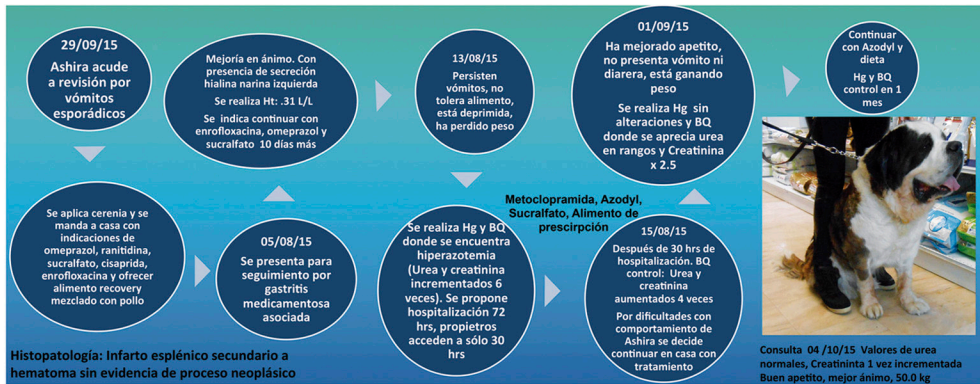 29/09/15
Ashira acude
a revisión por
vómitos
esporádicos
Se aplica cerenia y se
manda a casa con
indicaciones de
omeprazol, ranitidina,
sucralfato, cisaprida,
enrofloxacina y ofrecer
alimento recovery
mezclado con pollo
05/08/15
Se presenta para
seguimiento por
gastritis
medicamentosa
asociada
Mejoría en ánimo. Con
presencia de secreción
hialina narina izquierda
Se realiza Ht: .31 L/L
Se indica continuar con
enrofloxacina, omeprazol y
sucralfato 10 días más
13/08/15
Persisten
vómitos, no
tolera alimento,
está deprimida,
ha perdido peso
Se realiza Hg y BQ
donde se encuentra
hiperazotemia
(Urea y creatinina
incrementados 6
veces). Se propone
hospitalización 72
hrs, propietros
acceden a sólo 30
hrs
15/08/15
Después de 30 hrs de
hospitalización. BQ
control: Urea y
creatinina
aumentados 4 veces
Por dificultades con
comportamiento de
Ashira se decide
continuar en casa con
tratamiento
Metoclopramida, Azodyl,
Sucralfato, Alimento de
prescirpción
01/09/15
Ha mejorado apetito,
no presenta vómito ni
diarera, está ganando
peso
Se realiza Hg sin
alteraciones y BQ
donde se aprecia urea
en rangos y Creatinina
x 2.5
Continuar
con Azodyl y
dieta
Hg y BQ
control en 1
mes
Histopatología: Infarto esplénico secundario a
hematoma sin evidencia de proceso neoplásico
Consulta 04 /10/15 Valores de urea
normales, Creatininta 1 vez incrementada
Buen apetito, mejor ánimo, 50.0 kg